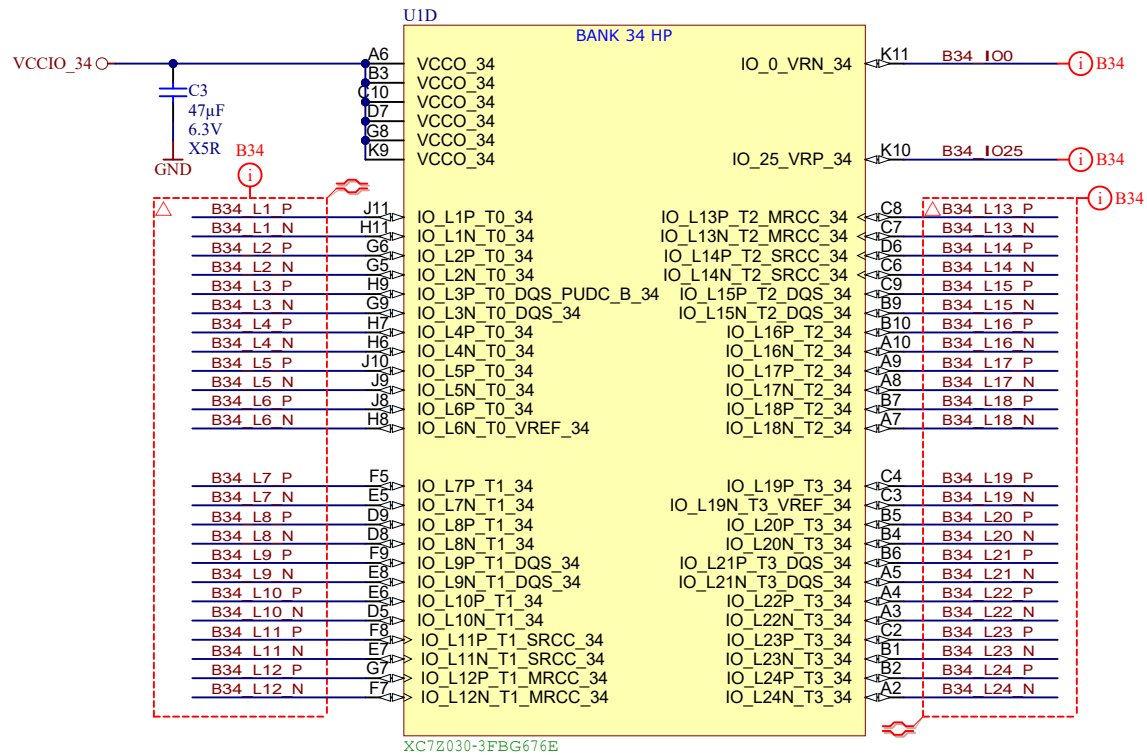 U1D
BANK 34 HP
VCCIO_34
C3
47µF
6.3V
X5R
GND
A6 VCCO_34
B3 VCCO_34
C10 VCCO_34
D7 VCCO_34
G8 VCCO_34
K9 VCCO_34
IO_0_VRN_34 K11 B34_IO0 i B34
IO_25_VRP_34 K10 B34_IO25 i B34
B34
i
i B34
B34_L1_P J11 IO_L1P_T0_34
B34_L1_N H11 IO_L1N_T0_34
B34_L2_P G6 IO_L2P_T0_34
B34_L2_N G5 IO_L2N_T0_34
B34_L3_P H9 IO_L3P_T0_DQS_PUDC_B_34
B34_L3_N G9 IO_L3N_T0_DQS_34
B34_L4_P H7 IO_L4P_T0_34
B34_L4_N H6 IO_L4N_T0_34
B34_L5_P J10 IO_L5P_T0_34
B34_L5_N J9 IO_L5N_T0_34
B34_L6_P J8 IO_L6P_T0_34
B34_L6_N H8 IO_L6N_T0_VREF_34
B34_L7_P F5 IO_L7P_T1_34
B34_L7_N E5 IO_L7N_T1_34
B34_L8_P D9 IO_L8P_T1_34
B34_L8_N D8 IO_L8N_T1_34
B34_L9_P F9 IO_L9P_T1_DQS_34
B34_L9_N E8 IO_L9N_T1_DQS_34
B34_L10_P E6 IO_L10P_T1_34
B34_L10_N D5 IO_L10N_T1_34
B34_L11_P F8 IO_L11P_T1_SRCC_34
B34_L11_N E7 IO_L11N_T1_SRCC_34
B34_L12_P G7 IO_L12P_T1_MRCC_34
B34_L12_N F7 IO_L12N_T1_MRCC_34
IO_L13P_T2_MRCC_34 C8 B34_L13_P
IO_L13N_T2_MRCC_34 C7 B34_L13_N
IO_L14P_T2_SRCC_34 D6 B34_L14_P
IO_L14N_T2_SRCC_34 C6 B34_L14_N
IO_L15P_T2_DQS_34 C9 B34_L15_P
IO_L15N_T2_DQS_34 B9 B34_L15_N
IO_L16P_T2_34 B10 B34_L16_P
IO_L16N_T2_34 A10 B34_L16_N
IO_L17P_T2_34 A9 B34_L17_P
IO_L17N_T2_34 A8 B34_L17_N
IO_L18P_T2_34 B7 B34_L18_P
IO_L18N_T2_34 A7 B34_L18_N
IO_L19P_T3_34 C4 B34_L19_P
IO_L19N_T3_VREF_34 C3 B34_L19_N
IO_L20P_T3_34 B5 B34_L20_P
IO_L20N_T3_34 B4 B34_L20_N
IO_L21P_T3_DQS_34 B6 B34_L21_P
IO_L21N_T3_DQS_34 A5 B34_L21_N
IO_L22P_T3_34 A4 B34_L22_P
IO_L22N_T3_34 A3 B34_L22_N
IO_L23P_T3_34 C2 B34_L23_P
IO_L23N_T3_34 B1 B34_L23_N
IO_L24P_T3_34 B2 B34_L24_P
IO_L24N_T3_34 A2 B34_L24_N
XC7Z030-3FBG676E